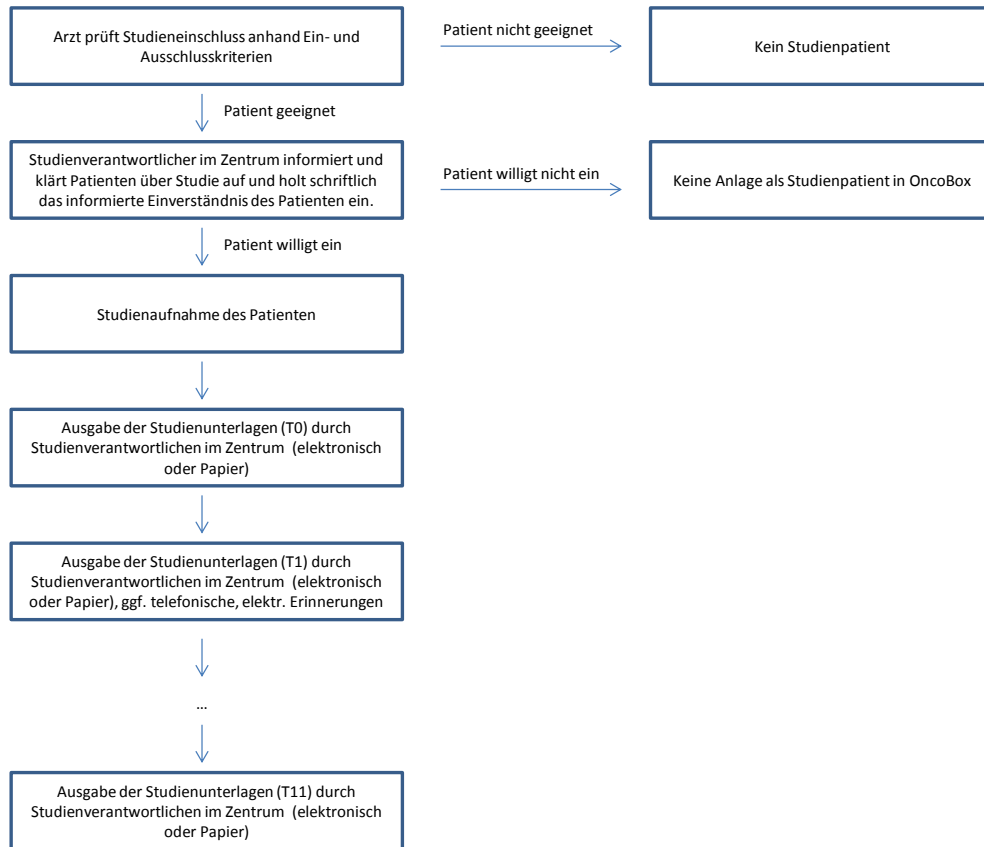 Arzt prüft Studieneinschluss anhand Ein- und
Ausschlusskriterien
Patient nicht geeignet
Kein Studienpatient
Patient geeignet
Studienverantwortlicher im Zentrum informiert und
klärt Patienten über Studie auf und holt schriftlich
das informierte Einverständnis des Patienten ein.
Patient willigt nicht ein
Keine Anlage als Studienpatient in OncoBox
Patient willigt ein
Studienaufnahme des Patienten
Ausgabe der Studienunterlagen (T0) durch
Studienverantwortlichen im Zentrum (elektronisch
oder Papier)
Ausgabe der Studienunterlagen (T1) durch
Studienverantwortlichen im Zentrum (elektronisch
oder Papier), ggf. telefonische, elektr. Erinnerungen
...
Ausgabe der Studienunterlagen (T11) durch
Studienverantwortlichen im Zentrum (elektronisch
oder Papier)